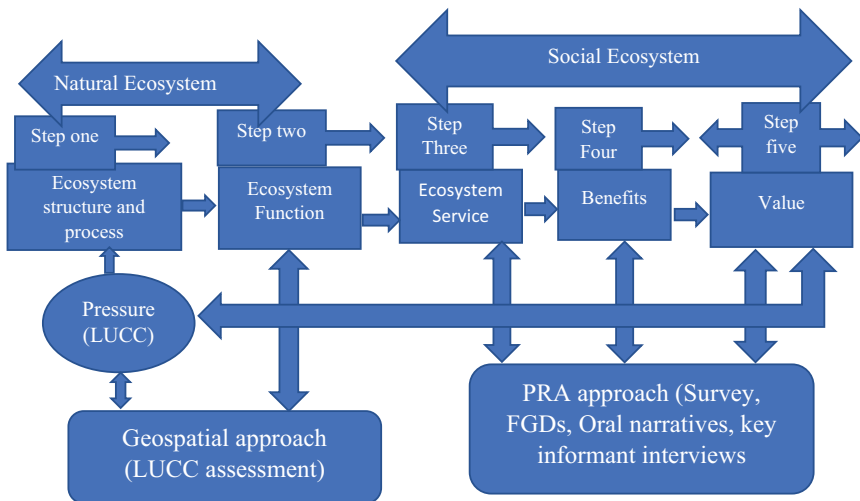 Natural Ecosystem
Social Ecosystem
Step one
Step two
Step
Three
Step
Four
Step
five
Ecosystem
structure and
process
Ecosystem
Function
Ecosystem
Service
Benefits
Value
Pressure
(LUCC)
Geospatial approach
(LUCC assessment)
PRA approach (Survey,
FGDs, Oral narratives, key
informant interviews